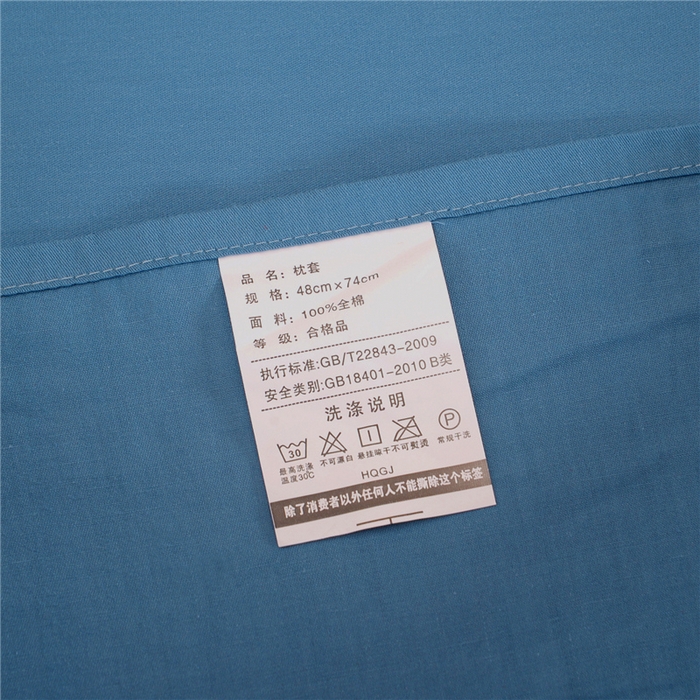 品 名：枕套
规 格：48cm×74cm
面 料：100%全棉
等 级：合格品
执行标准:GB/T22843-2009
安全类别:GB18401-2010 B类
洗涤说明
30 P
最高洗涤温度30℃ 不可漂白 悬挂晾干 不可熨烫 常规干洗
HQGJ
除了消费者以外任何人不能撕除这个标签